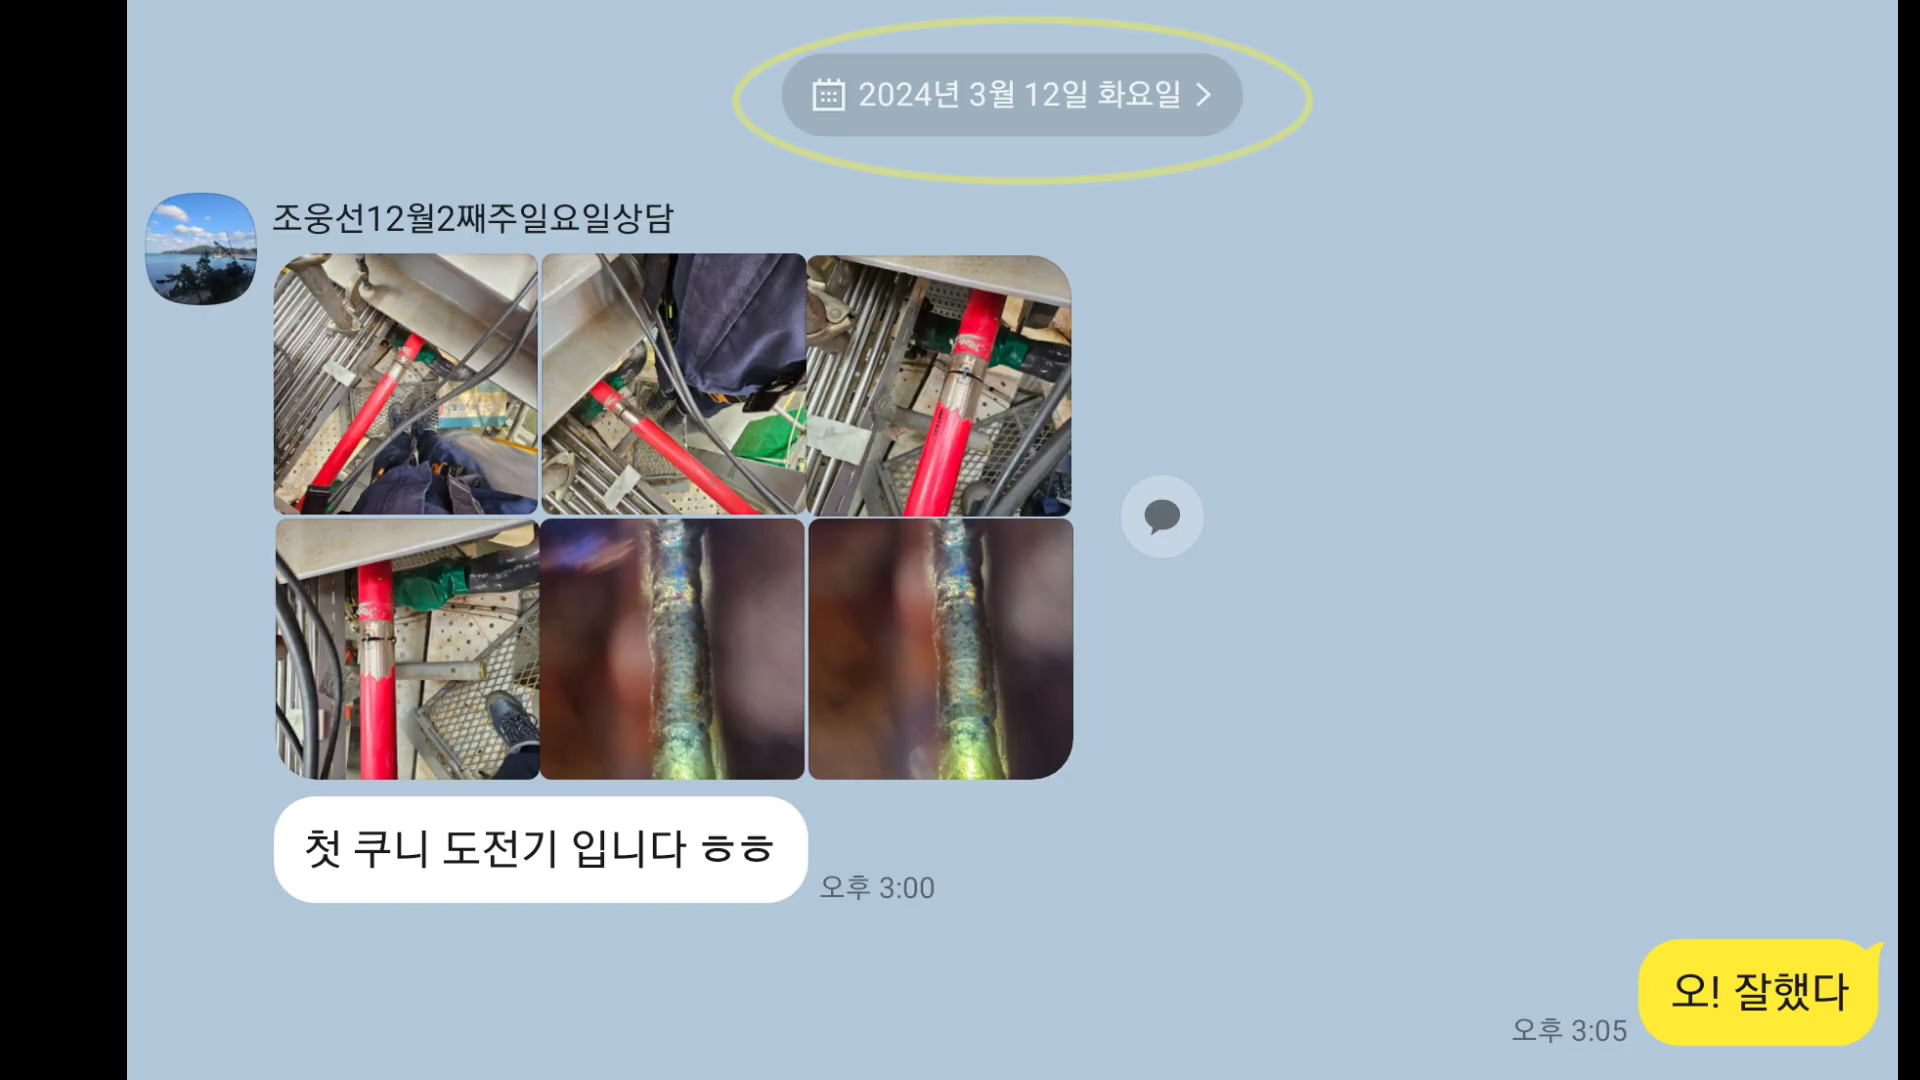 2024년 3월 12일 화요일
조웅선12월2째주일요일상담
첫 쿠니 도전기 입니다 ㅎㅎ
오후 3:00
오! 잘했다
오후 3:05